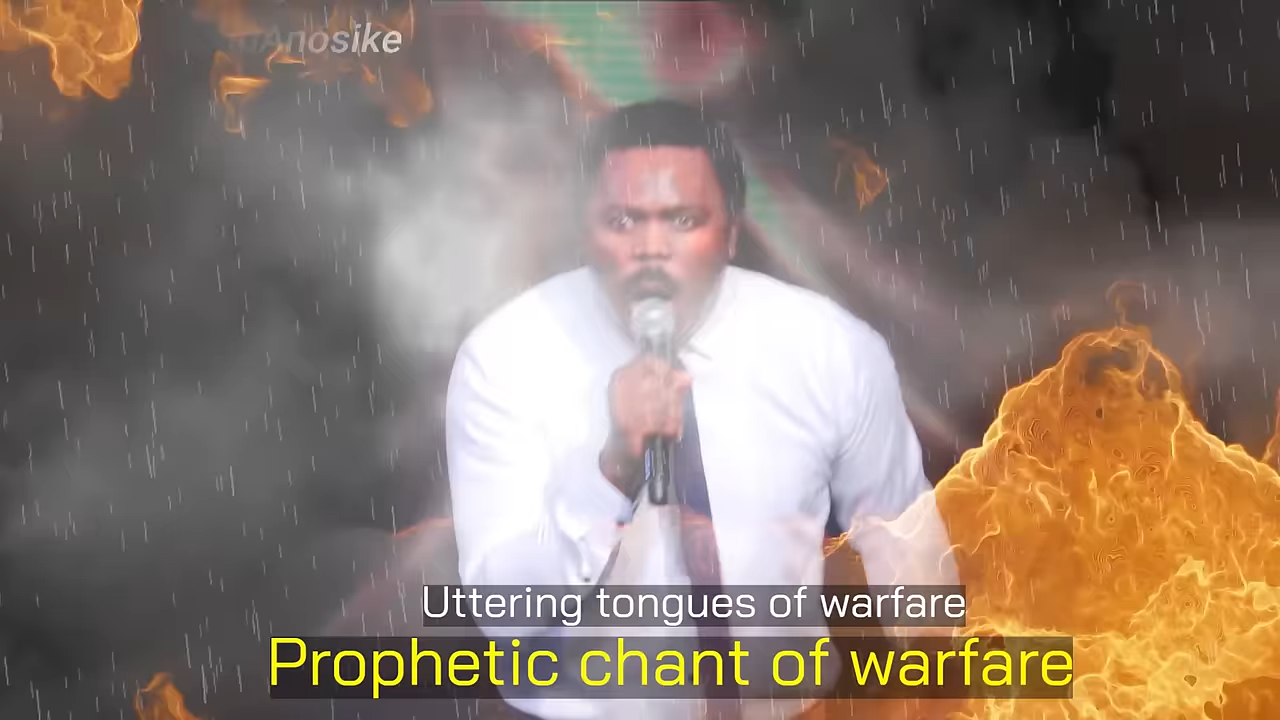 Anosike
Uttering tongues of warfare
Prophetic chant of warfare